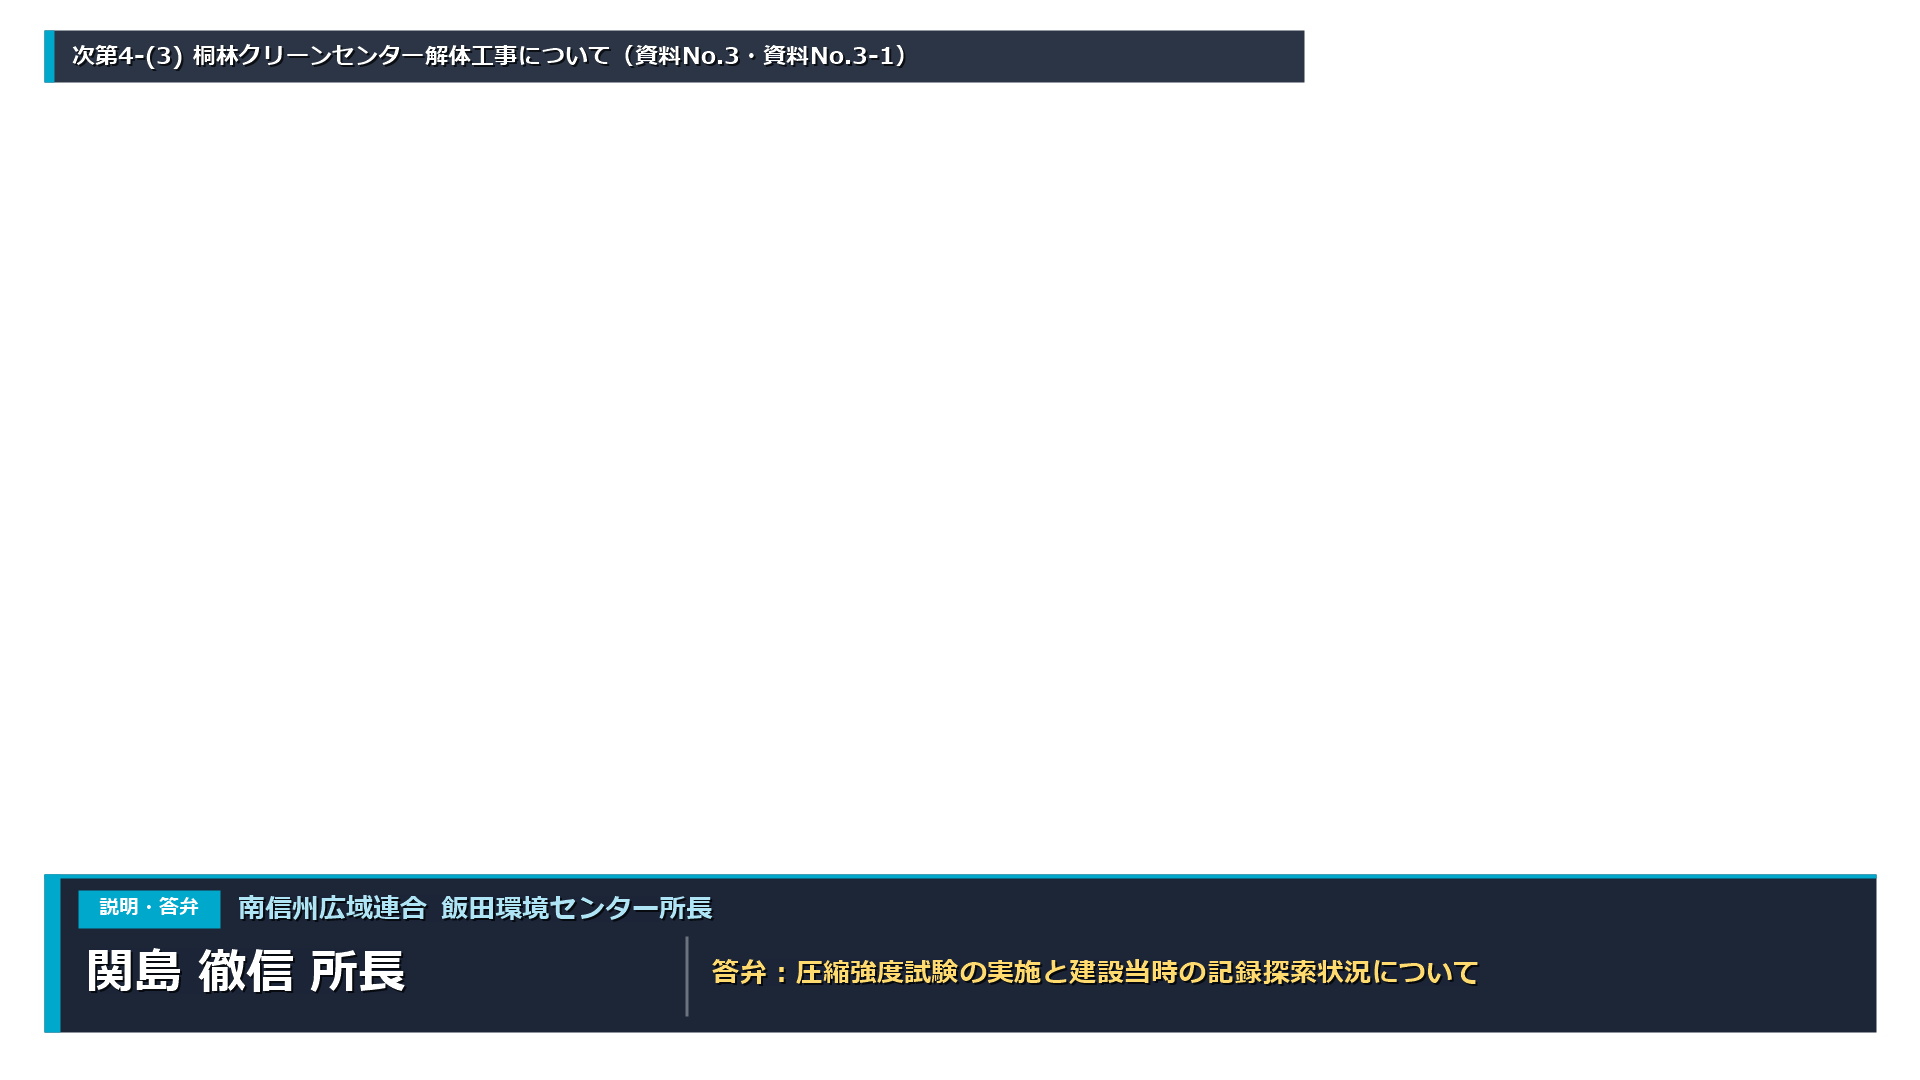 次第4-(3) 桐林クリーンセンター解体工事について（資料No.3・資料No.3-1）
説明・答弁 南信州広域連合 飯田環境センター所長
関島 徹信 所長
答弁：圧縮強度試験の実施と建設当時の記録探索状況について